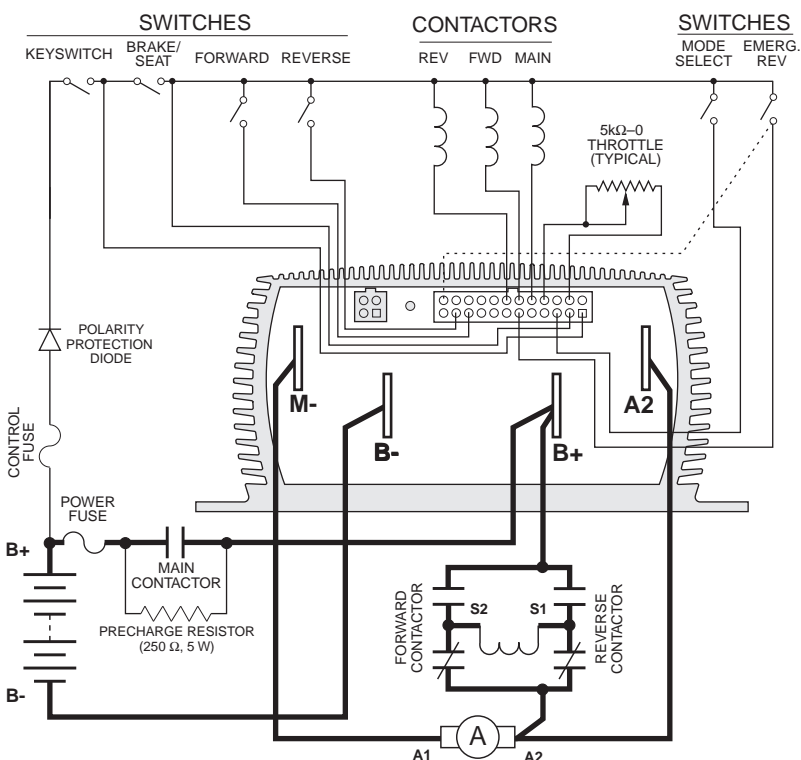 SWITCHES
CONTACTORS
SWITCHES
KEYSWITCH
BRAKE/
SEAT
FORWARD
REVERSE
REV
FWD
MAIN
MODE
SELECT
EMERG.
REV
5kΩ–0
THROTTLE
(TYPICAL)
POLARITY
PROTECTION
DIODE
M-
B-
B+
A2
CONTROL
FUSE
POWER
FUSE
B+
MAIN
CONTACTOR
PRECHARGE RESISTOR
(250 Ω, 5 W)
FORWARD
CONTACTOR
S2
S1
REVERSE
CONTACTOR
B-
A
A1
A2